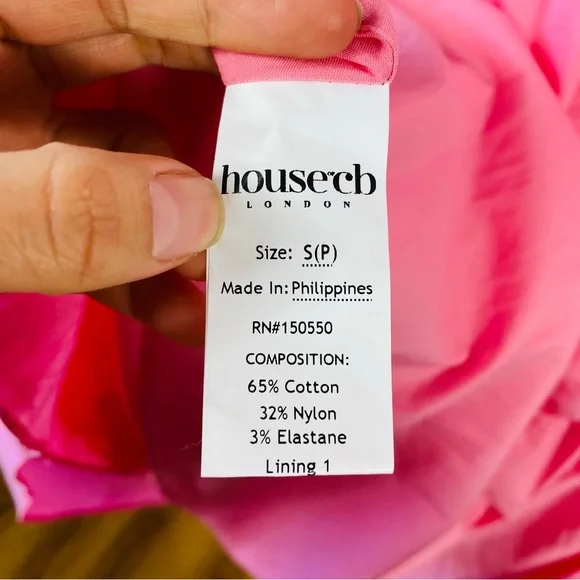 house of cb
LONDON
Size: S(P)
Made In: Philippines
RN#150550
COMPOSITION:
65% Cotton
32% Nylon
3% Elastane
Lining 1